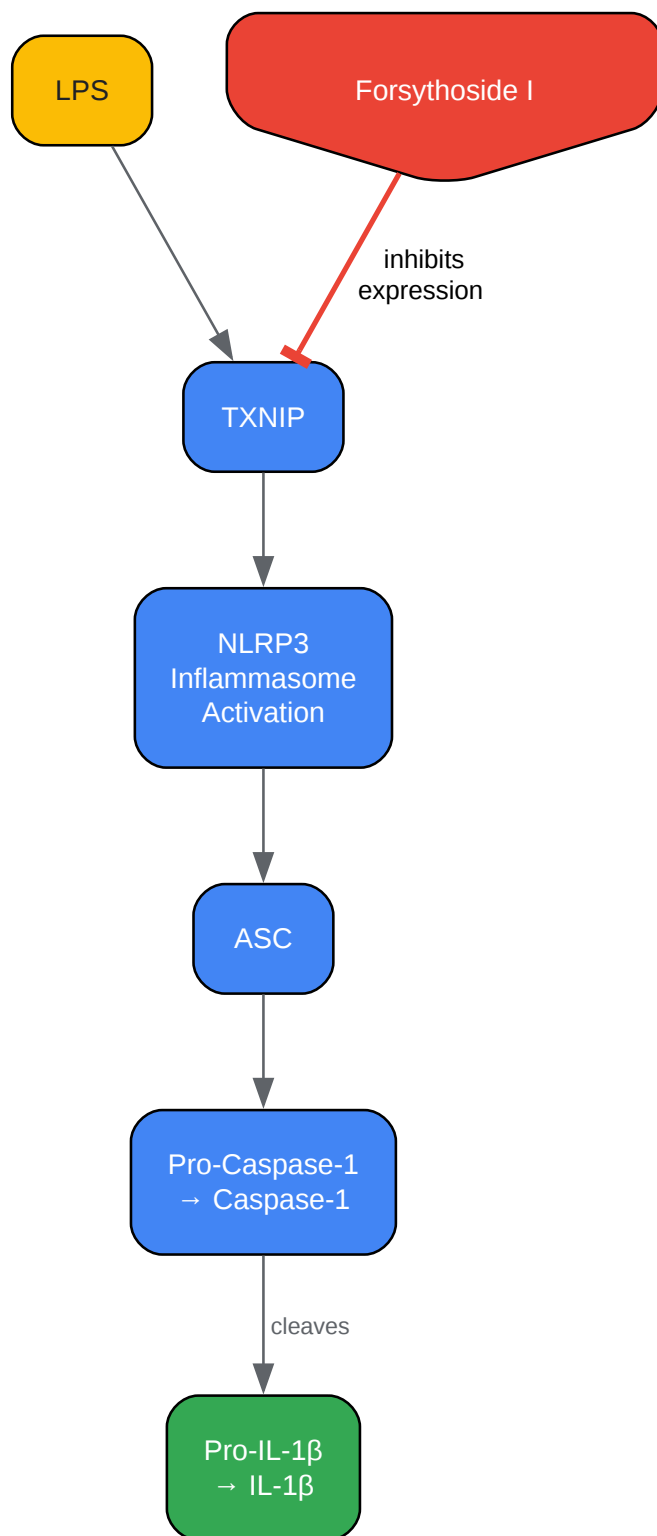 LPS
Forsythoside I
inhibits
expression
TXNIP
NLRP3
Inflammasome
Activation
ASC
Pro-Caspase-1
→ Caspase-1
cleaves
Pro-IL-1β
→ IL-1β